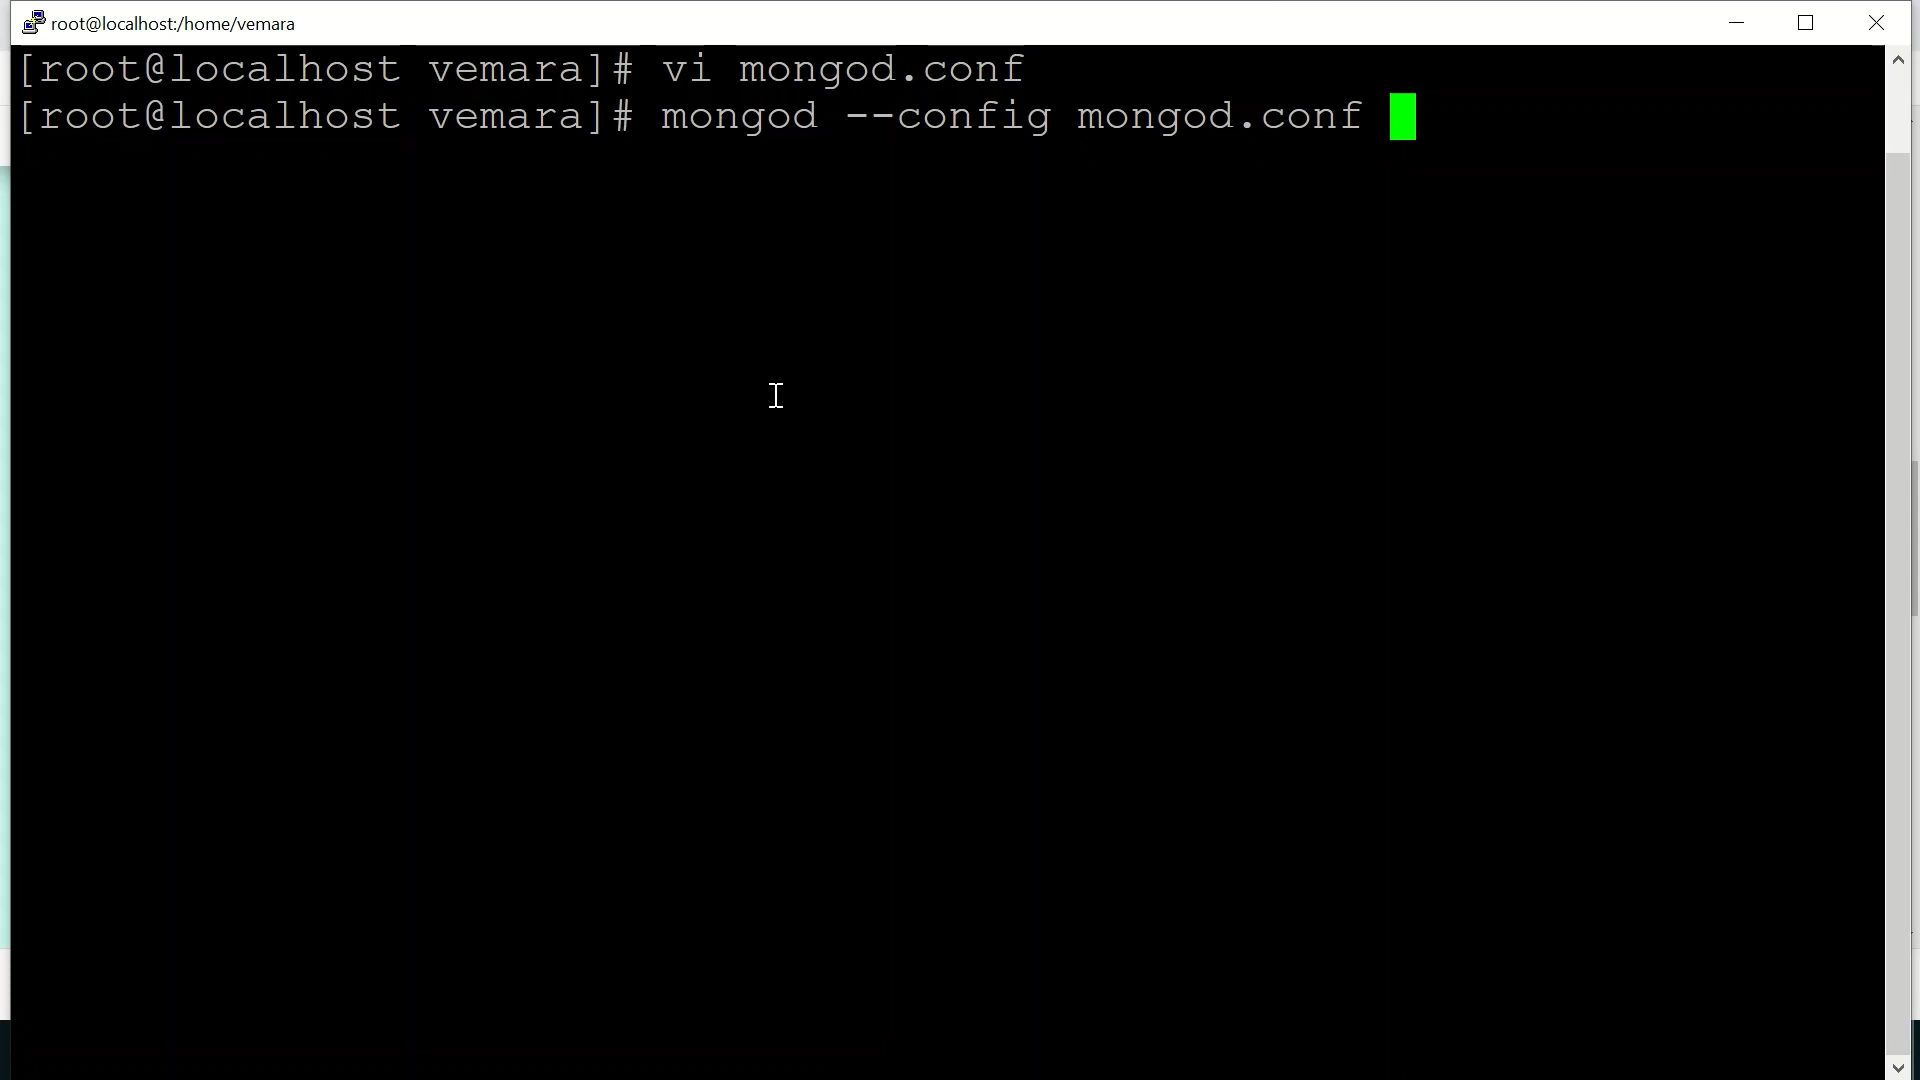 root@localhost:/home/vemara
[root@localhost vemara]# vi mongod.conf
[root@localhost vemara]# mongod --config mongod.conf